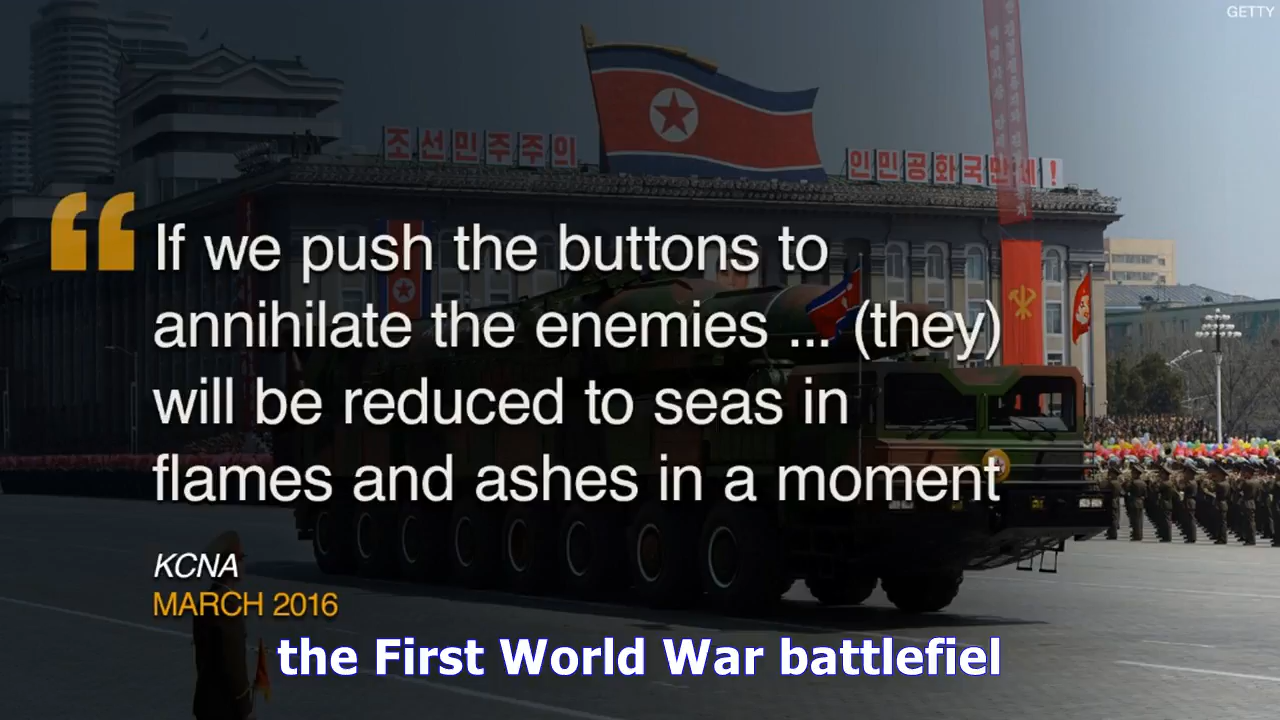 GETTY
조선민주주의
인민공화국만세!
“
If we push the buttons to
annihilate the enemies ... (they)
will be reduced to seas in
flames and ashes in a moment
KCNA
MARCH 2016
the First World War battlefiel